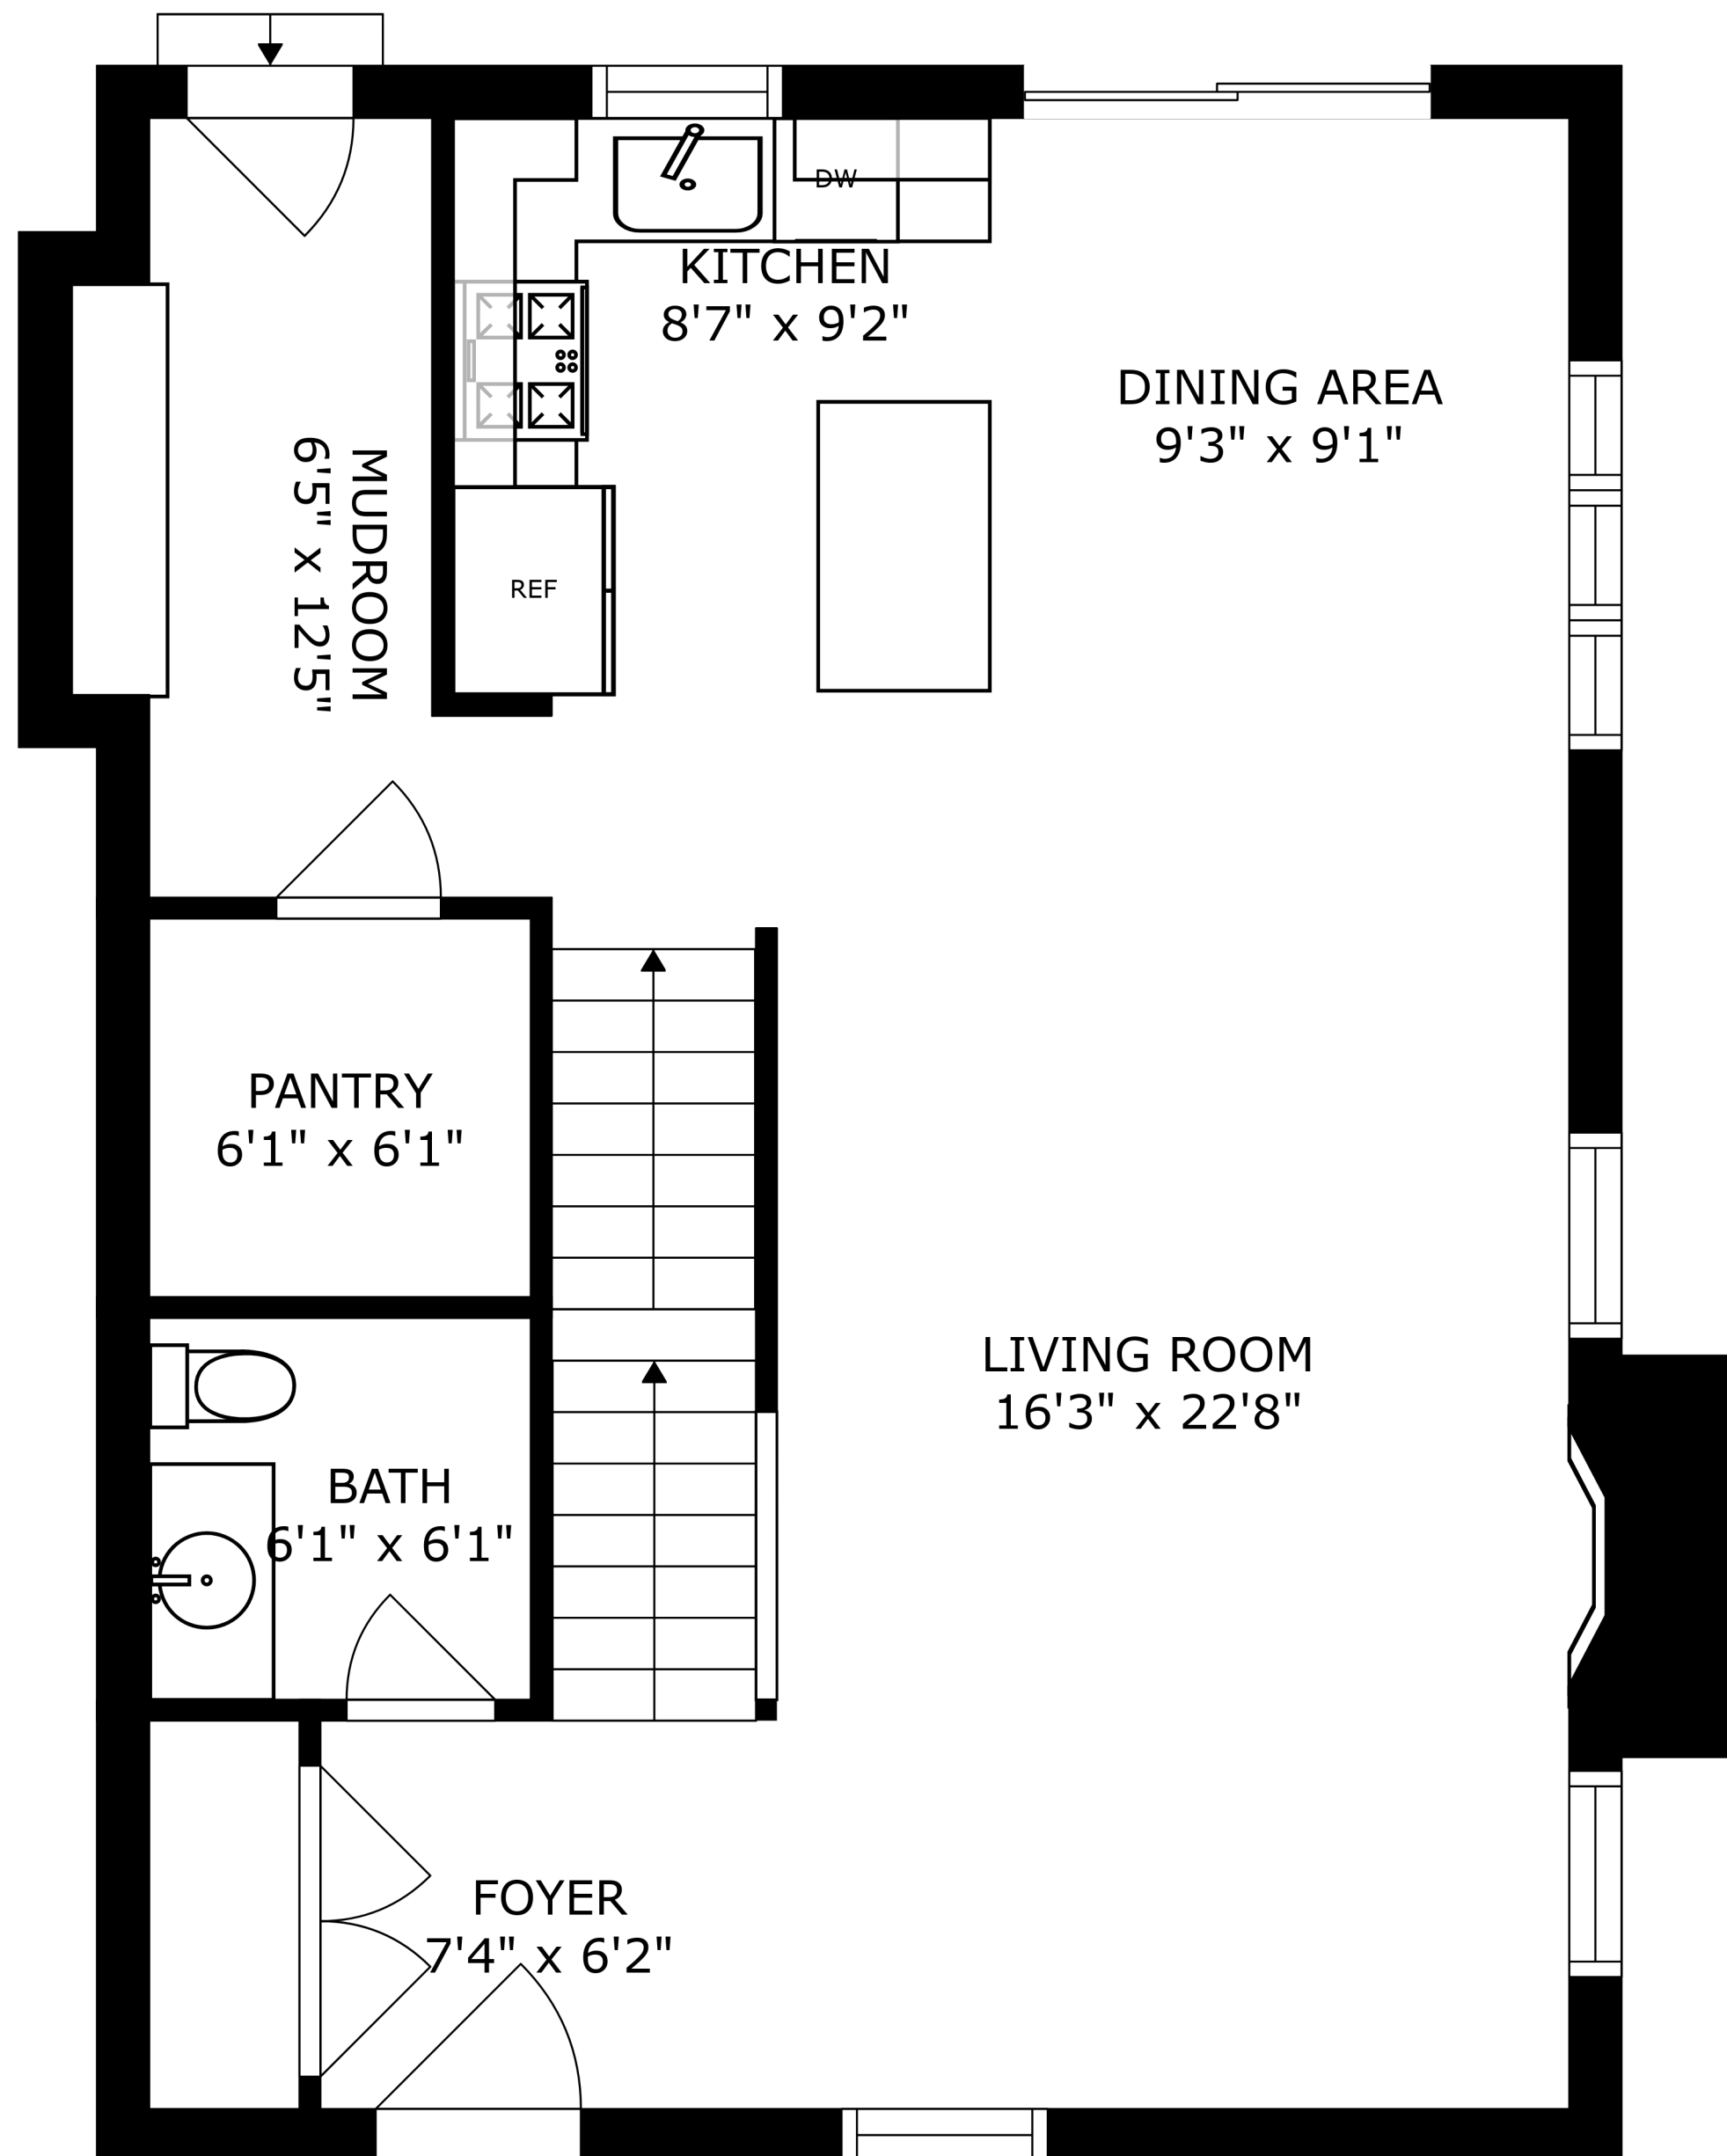 DW
KITCHEN
8'7" x 9'2"
DINING AREA
9'3" x 9'1"
MUDROOM
6'5" x 12'5"
REF
PANTRY
6'1" x 6'1"
LIVING ROOM
16'3" x 22'8"
BATH
6'1" x 6'1"
FOYER
7'4" x 6'2"